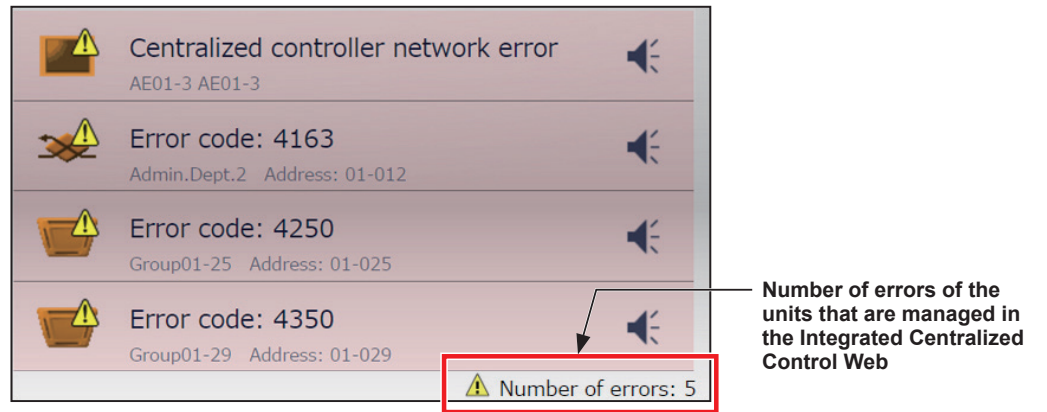 Centralized controller network error
AE01-3 AE01-3
Error code: 4163
Admin.Dept.2 Address: 01-012
Error code: 4250
Group01-25 Address: 01-025
Error code: 4350
Group01-29 Address: 01-029
Number of errors: 5
Number of errors of the
units that are managed in
the Integrated Centralized
Control Web